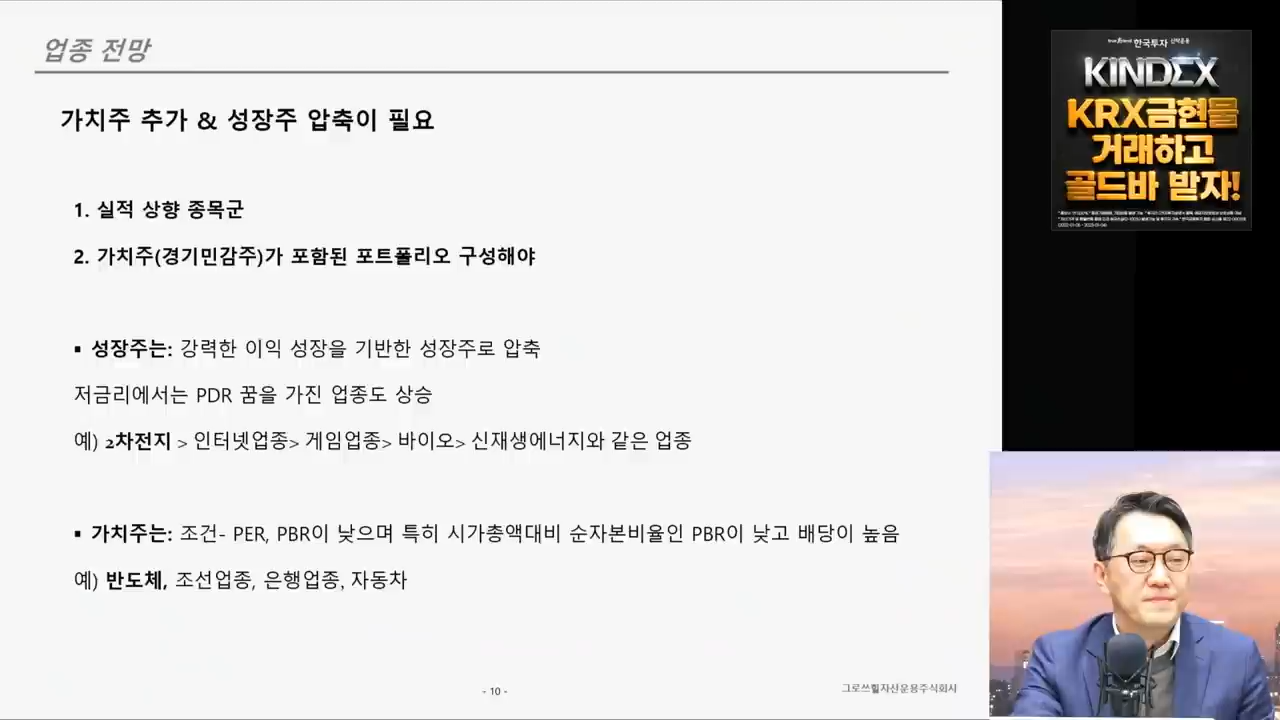 업종 전망
가치주 추가 & 성장주 압축이 필요
1. 실적 상향 종목군
2. 가치주(경기민감주)가 포함된 포트폴리오 구성해야
▪ 성장주는: 강력한 이익 성장을 기반한 성장주로 압축
저금리에서는 PDR 꿈을 가진 업종도 상승
예) 2차전지 > 인터넷업종> 게임업종> 바이오> 신재생에너지와 같은 업종
▪ 가치주는: 조건- PER, PBR이 낮으며 특히 시가총액대비 순자본비율인 PBR이 낮고 배당이 높음
예) 반도체, 조선업종, 은행업종, 자동차
- 10 -
그로쓰힐자산운용주식회사
한국투자 신탁운용
KINDEX
KRX금현물
거래하고
골드바 받자!